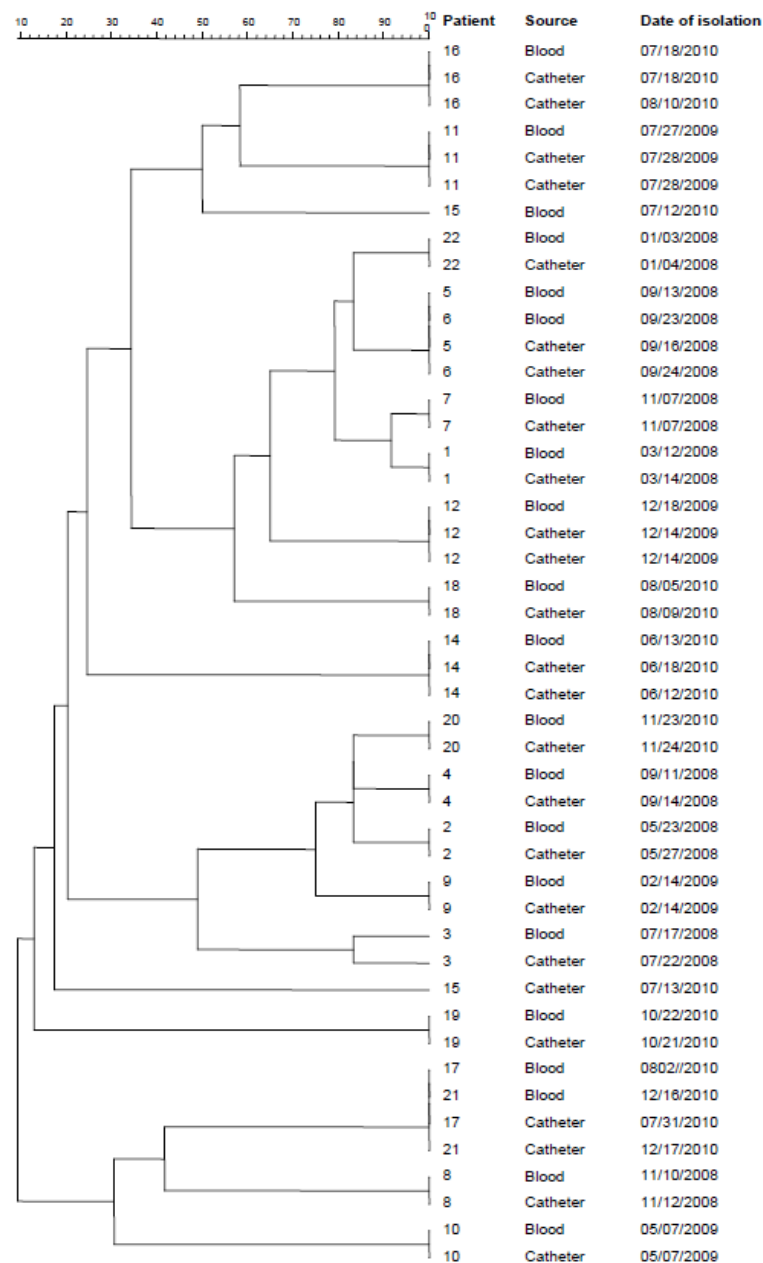 10 20 30 40 50 60 70 80 90 100 Patient Source Date of isolation
16 Blood 07/18/2010
16 Catheter 07/18/2010
16 Catheter 08/10/2010
11 Blood 07/27/2009
11 Catheter 07/28/2009
11 Catheter 07/28/2009
15 Blood 07/12/2010
22 Blood 01/03/2008
22 Catheter 01/04/2008
5 Blood 09/13/2008
6 Blood 09/23/2008
5 Catheter 09/16/2008
6 Catheter 09/24/2008
7 Blood 11/07/2008
7 Catheter 11/07/2008
1 Blood 03/12/2008
1 Catheter 03/14/2008
12 Blood 12/18/2009
12 Catheter 12/14/2009
12 Catheter 12/14/2009
18 Blood 08/05/2010
18 Catheter 08/09/2010
14 Blood 06/13/2010
14 Catheter 06/18/2010
14 Catheter 06/12/2010
20 Blood 11/23/2010
20 Catheter 11/24/2010
4 Blood 09/11/2008
4 Catheter 09/14/2008
2 Blood 05/23/2008
2 Catheter 05/27/2008
9 Blood 02/14/2009
9 Catheter 02/14/2009
3 Blood 07/17/2008
3 Catheter 07/22/2008
15 Catheter 07/13/2010
19 Blood 10/22/2010
19 Catheter 10/21/2010
17 Blood 0802//2010
21 Blood 12/16/2010
17 Catheter 07/31/2010
21 Catheter 12/17/2010
8 Blood 11/10/2008
8 Catheter 11/12/2008
10 Blood 05/07/2009
10 Catheter 05/07/2009